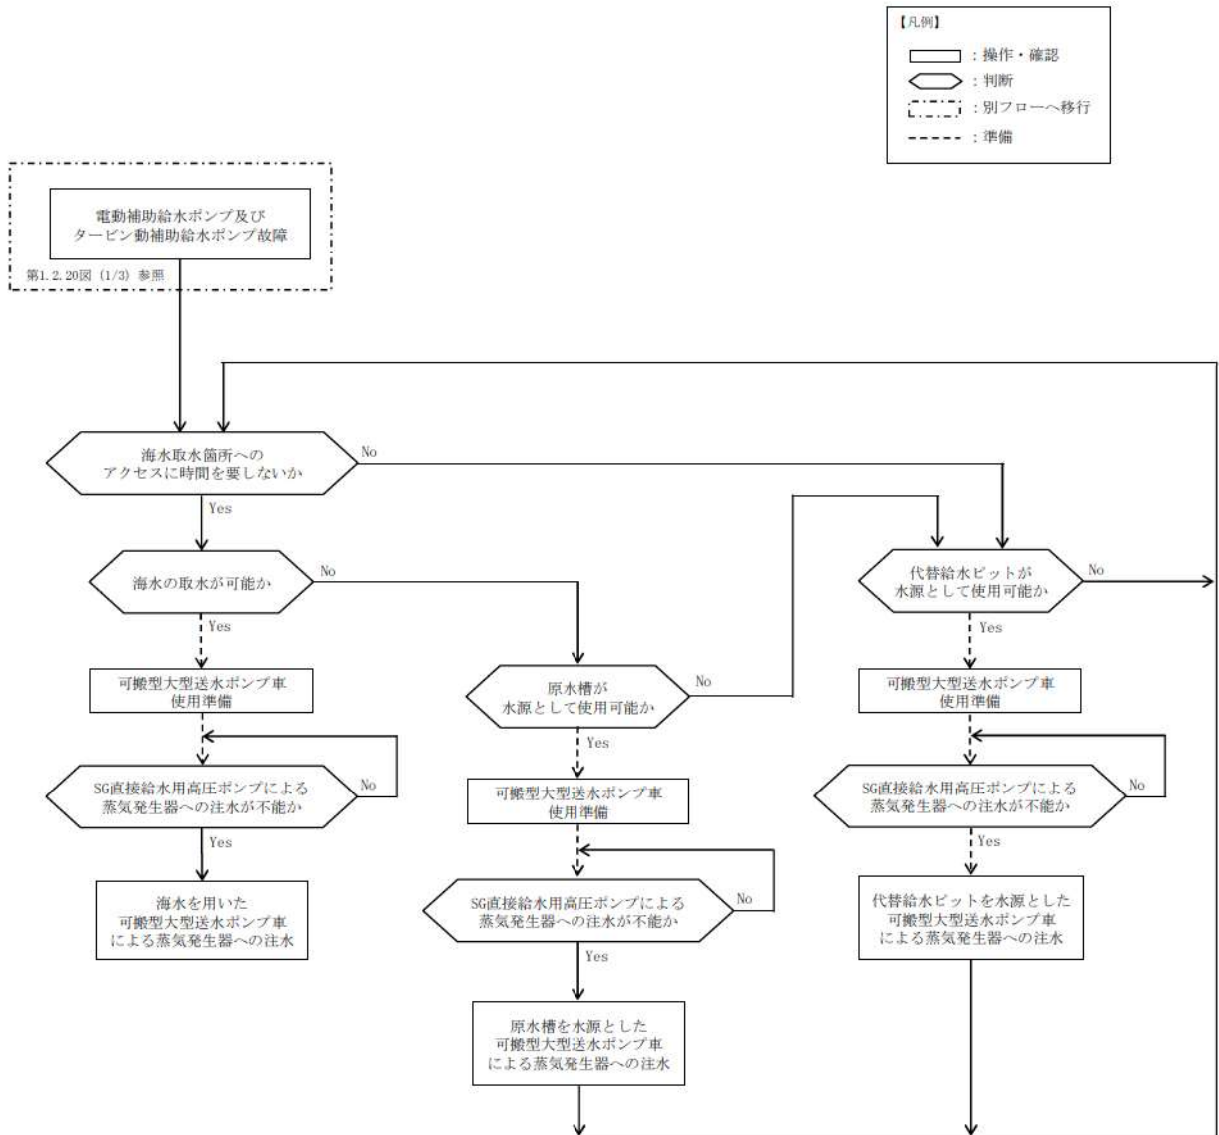 【凡例】
：操作・確認
：判断
：別フローへ移行
：準備
電動補助給水ポンプ及び
タービン動補助給水ポンプ故障
第1.2.20図（1/3）参照
海水取水箇所への
アクセスに時間を要しないか
No
Yes
海水の取水が可能か
No
Yes
可搬型大型送水ポンプ車
使用準備
SG直接給水用高圧ポンプによる
蒸気発生器への注水が不能か
No
Yes
海水を用いた
可搬型大型送水ポンプ車
による蒸気発生器への注水
原水槽が
水源として使用可能か
No
Yes
可搬型大型送水ポンプ車
使用準備
SG直接給水用高圧ポンプによる
蒸気発生器への注水が不能か
No
Yes
原水槽を水源とした
可搬型大型送水ポンプ車
による蒸気発生器への注水
代替給水ピットが
水源として使用可能か
No
Yes
可搬型大型送水ポンプ車
使用準備
SG直接給水用高圧ポンプによる
蒸気発生器への注水が不能か
No
Yes
代替給水ピットを水源とした
可搬型大型送水ポンプ車
による蒸気発生器への注水